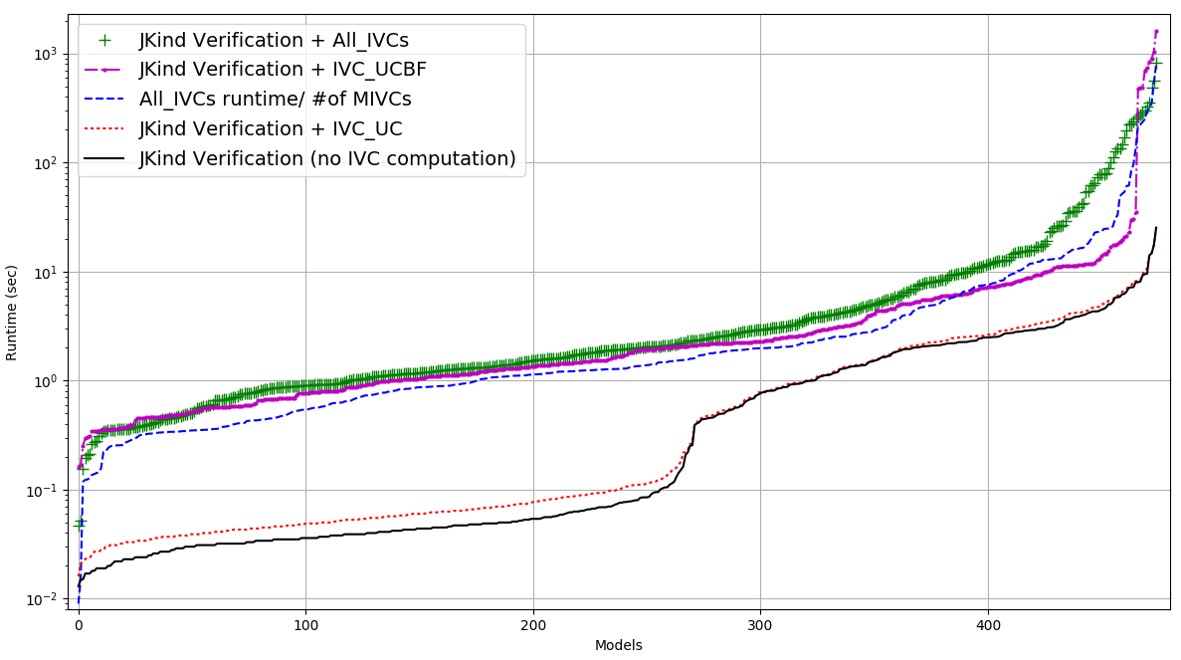 JKind Verification + All_IVCs
JKind Verification + IVC_UCBF
All_IVCs runtime/ #of MIVCs
JKind Verification + IVC_UC
JKind Verification (no IVC computation)
Runtime (sec)
10³
10²
10¹
10⁰
10⁻¹
10⁻²
0 100 200 300 400
Models